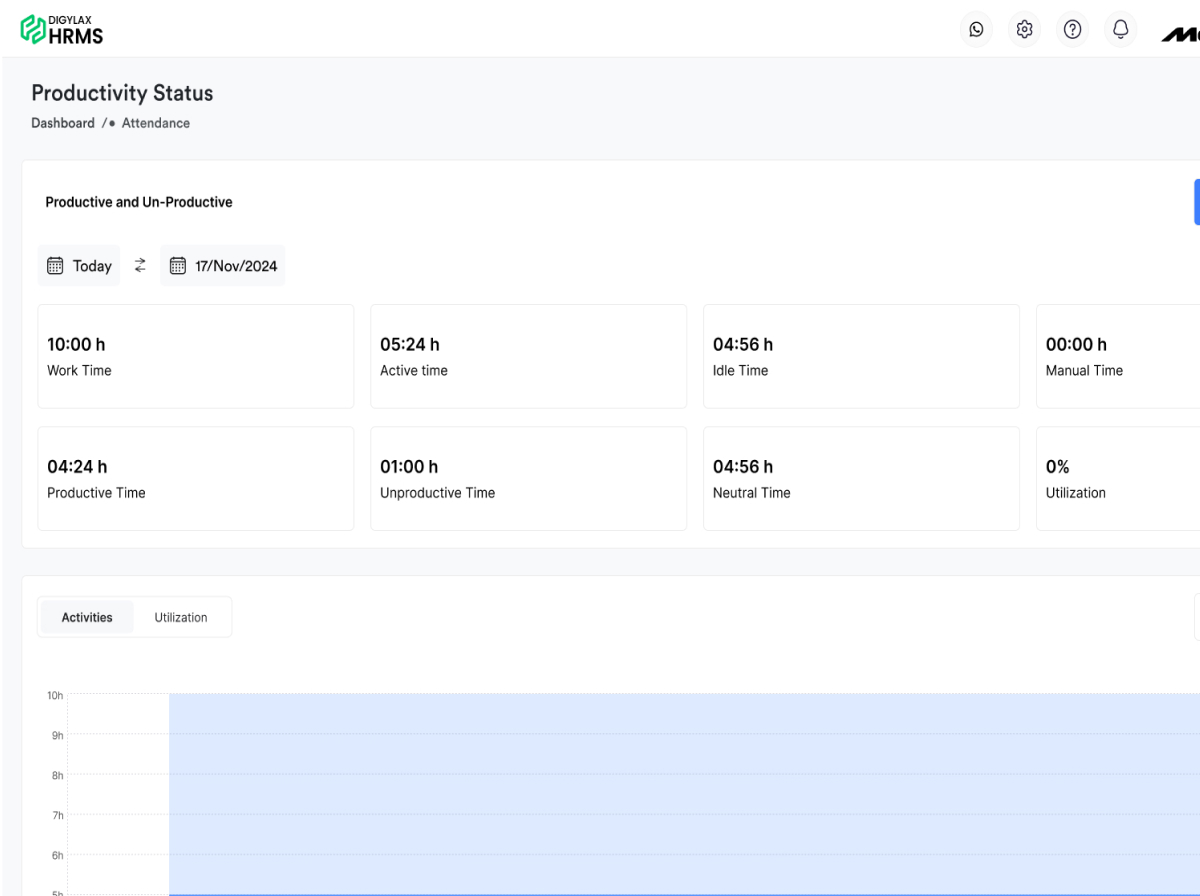 DIGYLAX
HRMS
Productivity Status
Dashboard / • Attendance
Productive and Un-Productive
Today 17/Nov/2024
10:00 h 05:24 h 04:56 h 00:00 h
Work Time Active time Idle Time Manual Time
04:24 h 01:00 h 04:56 h 0%
Productive Time Unproductive Time Neutral Time Utilization
Activities Utilization
10h
9h
8h
7h
6h
5h